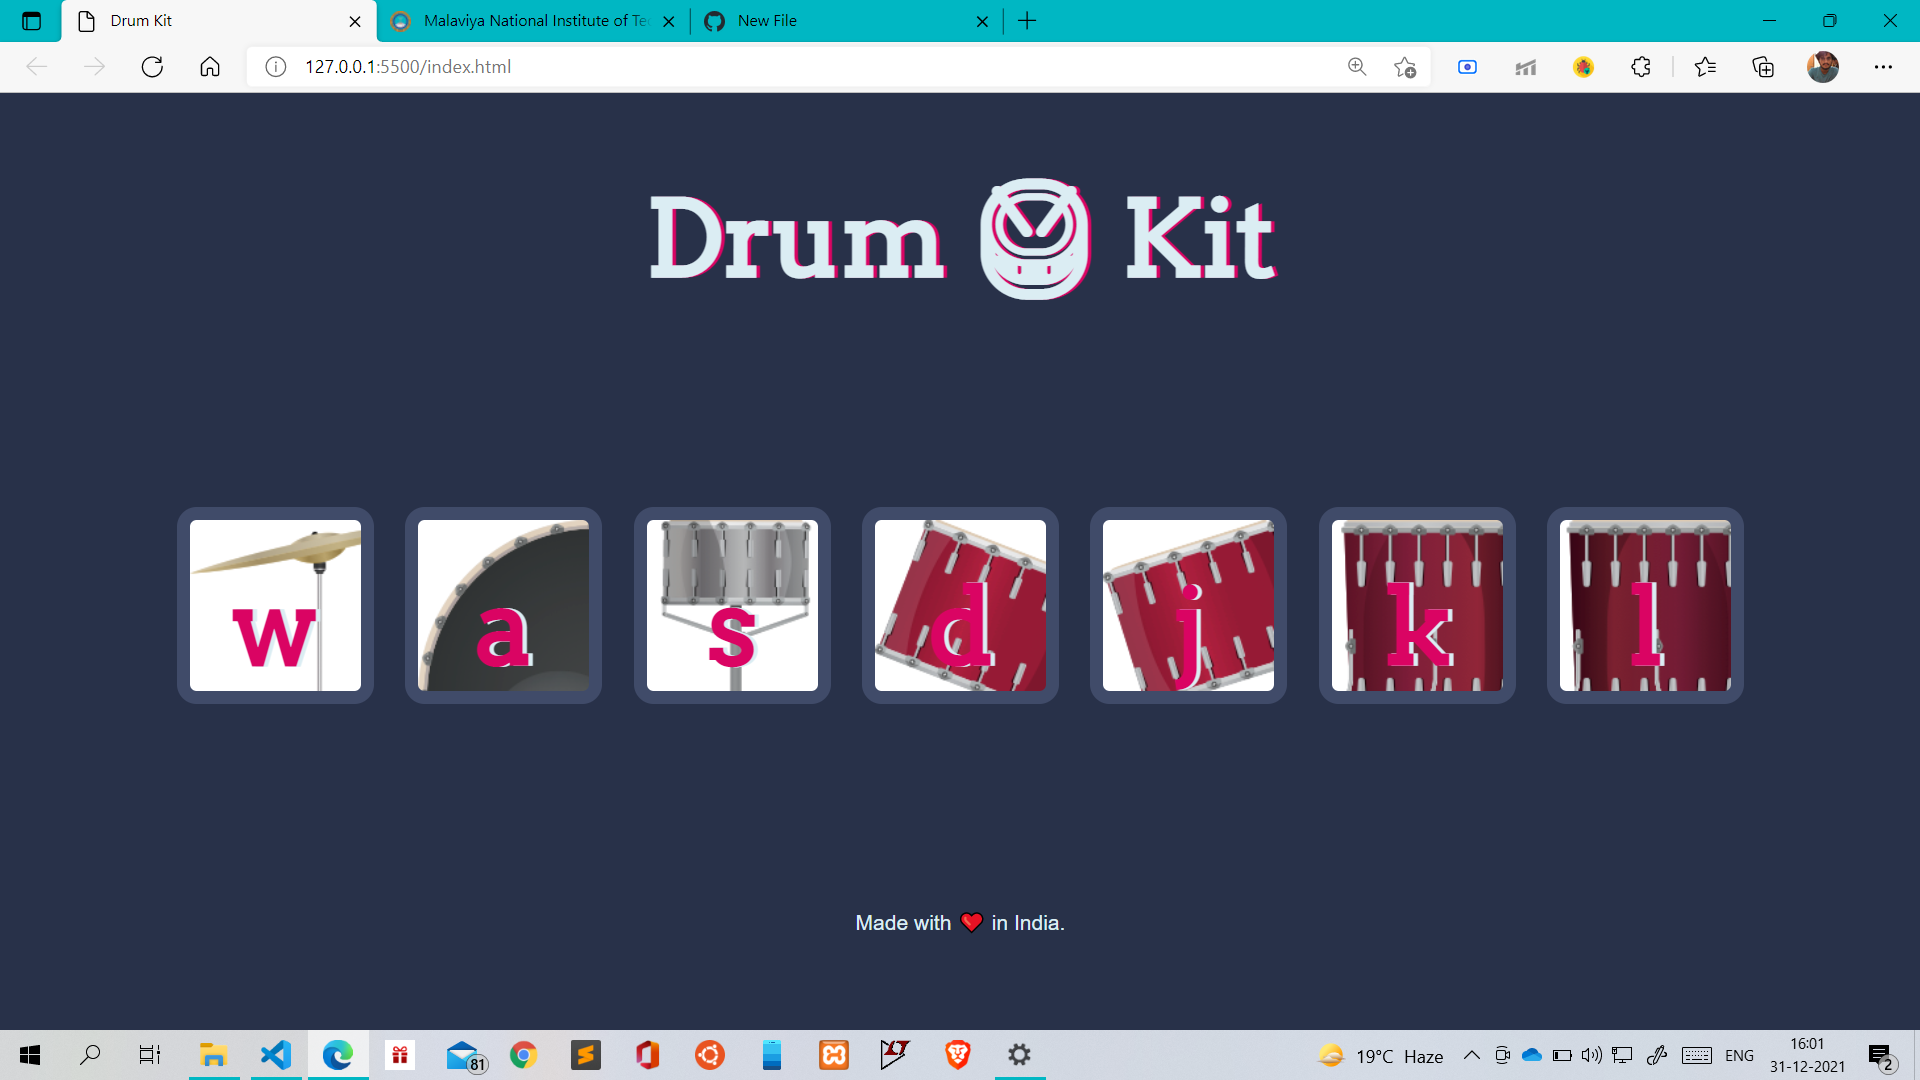 Drum Kit
Malaviya National Institute of Tec
New File
127.0.0.1:5500/index.html
Drum Kit
w
a
s
d
j
k
l
Made with ❤ in India.
81
19°C Haze
ENG
16:01
31-12-2021
2